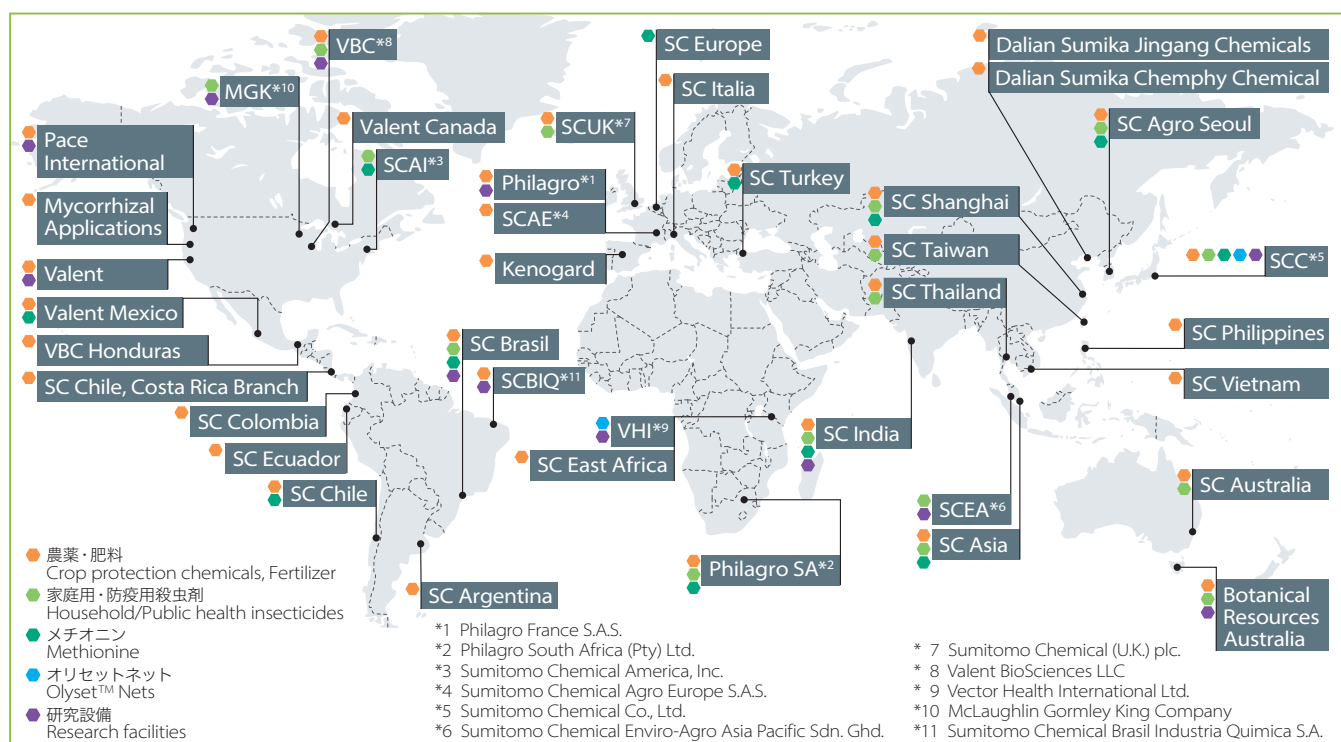 VBC*8
MGK*10
Pace
International
Mycorrhizal
Applications
Valent
Valent Mexico
VBC Honduras
SC Chile, Costa Rica Branch
SC Colombia
SC Ecuador
SC Chile
SC Argentina
Valent Canada
SCAI*3
SC Brasil
SCBIQ*11
SC Europe
SC Italia
SCUK*7
Philagro*1
SCAE*4
Kenogard
SC Turkey
VHI*9
SC East Africa
Philagro SA*2
SC India
Dalian Sumika Jingang Chemicals
Dalian Sumika Chemphy Chemical
SC Agro Seoul
SC Shanghai
SC Taiwan
SC Thailand
SCC*5
SC Philippines
SC Vietnam
SCEA*6
SC Asia
SC Australia
Botanical
Resources
Australia
農薬・肥料
Crop protection chemicals, Fertilizer
家庭用・防疫用殺虫剤
Household/Public health insecticides
メチオニン
Methionine
オリセットネット
Olyset™ Nets
研究設備
Research facilities
*1 Philagro France S.A.S.
*2 Philagro South Africa (Pty) Ltd.
*3 Sumitomo Chemical America, Inc.
*4 Sumitomo Chemical Agro Europe S.A.S.
*5 Sumitomo Chemical Co., Ltd.
*6 Sumitomo Chemical Enviro-Agro Asia Pacific Sdn. Ghd.
* 7 Sumitomo Chemical (U.K.) plc.
* 8 Valent BioSciences LLC
* 9 Vector Health International Ltd.
*10 McLaughlin Gormley King Company
*11 Sumitomo Chemical Brasil Industria Quimica S.A.